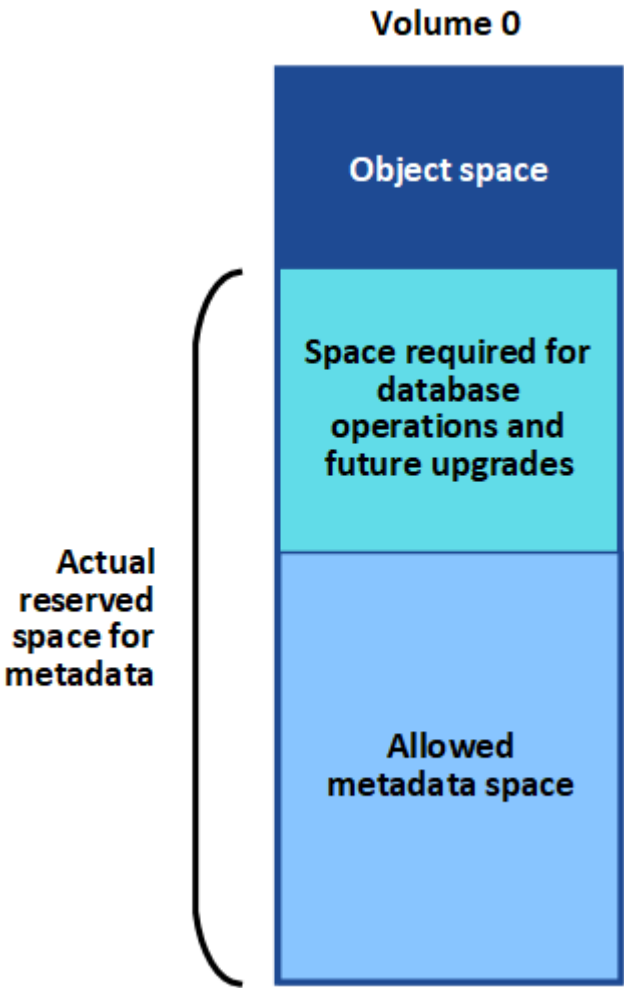 Volume 0
Object space
Space required for
database
operations and
future upgrades
Actual
reserved
space for
metadata
Allowed
metadata space